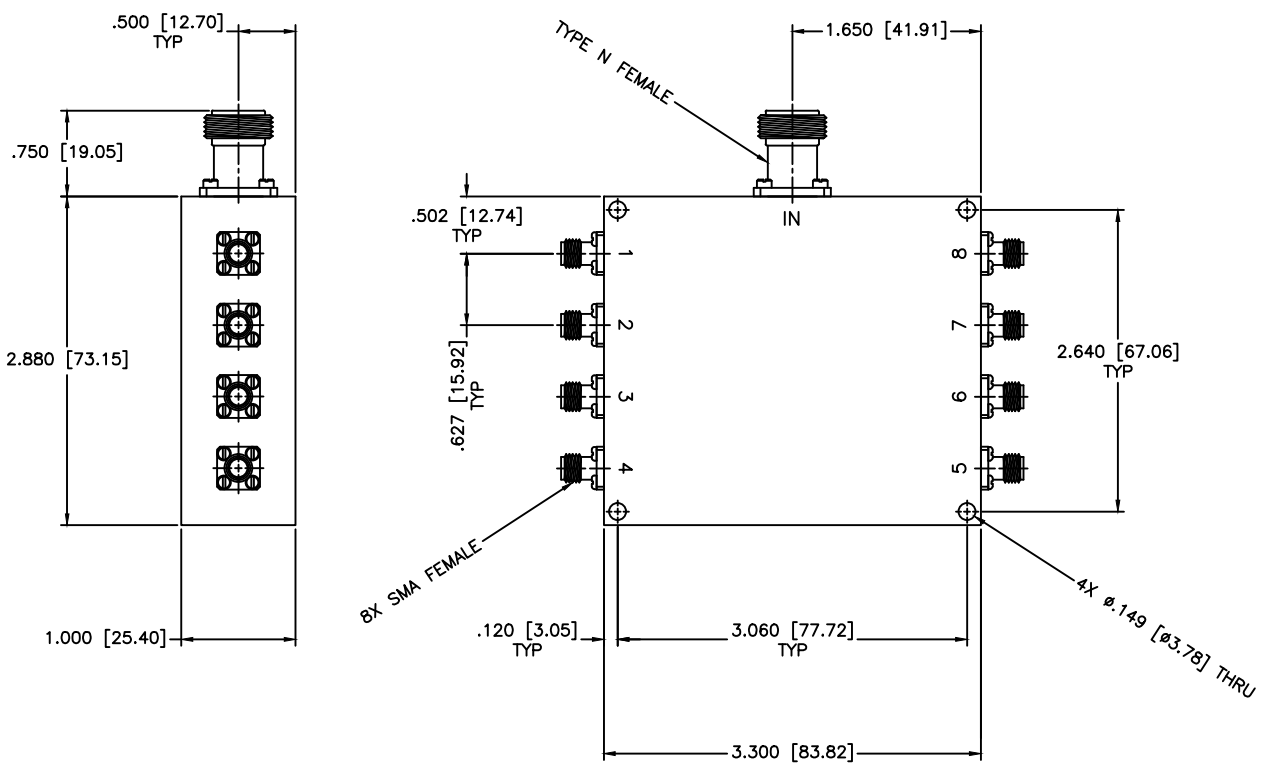 .500 [12.70]
TYP
TYPE N FEMALE
1.650 [41.91]
.750 [19.05]
.502 [12.74]
TYP
IN
1
8
2
7
2.880 [73.15]
2.640 [67.06]
TYP
.627 [15.92]
TYP
3
6
4
5
8X SMA FEMALE
4X ø.149 [ø3.78] THRU
1.000 [25.40]
.120 [3.05]
TYP
3.060 [77.72]
TYP
3.300 [83.82]